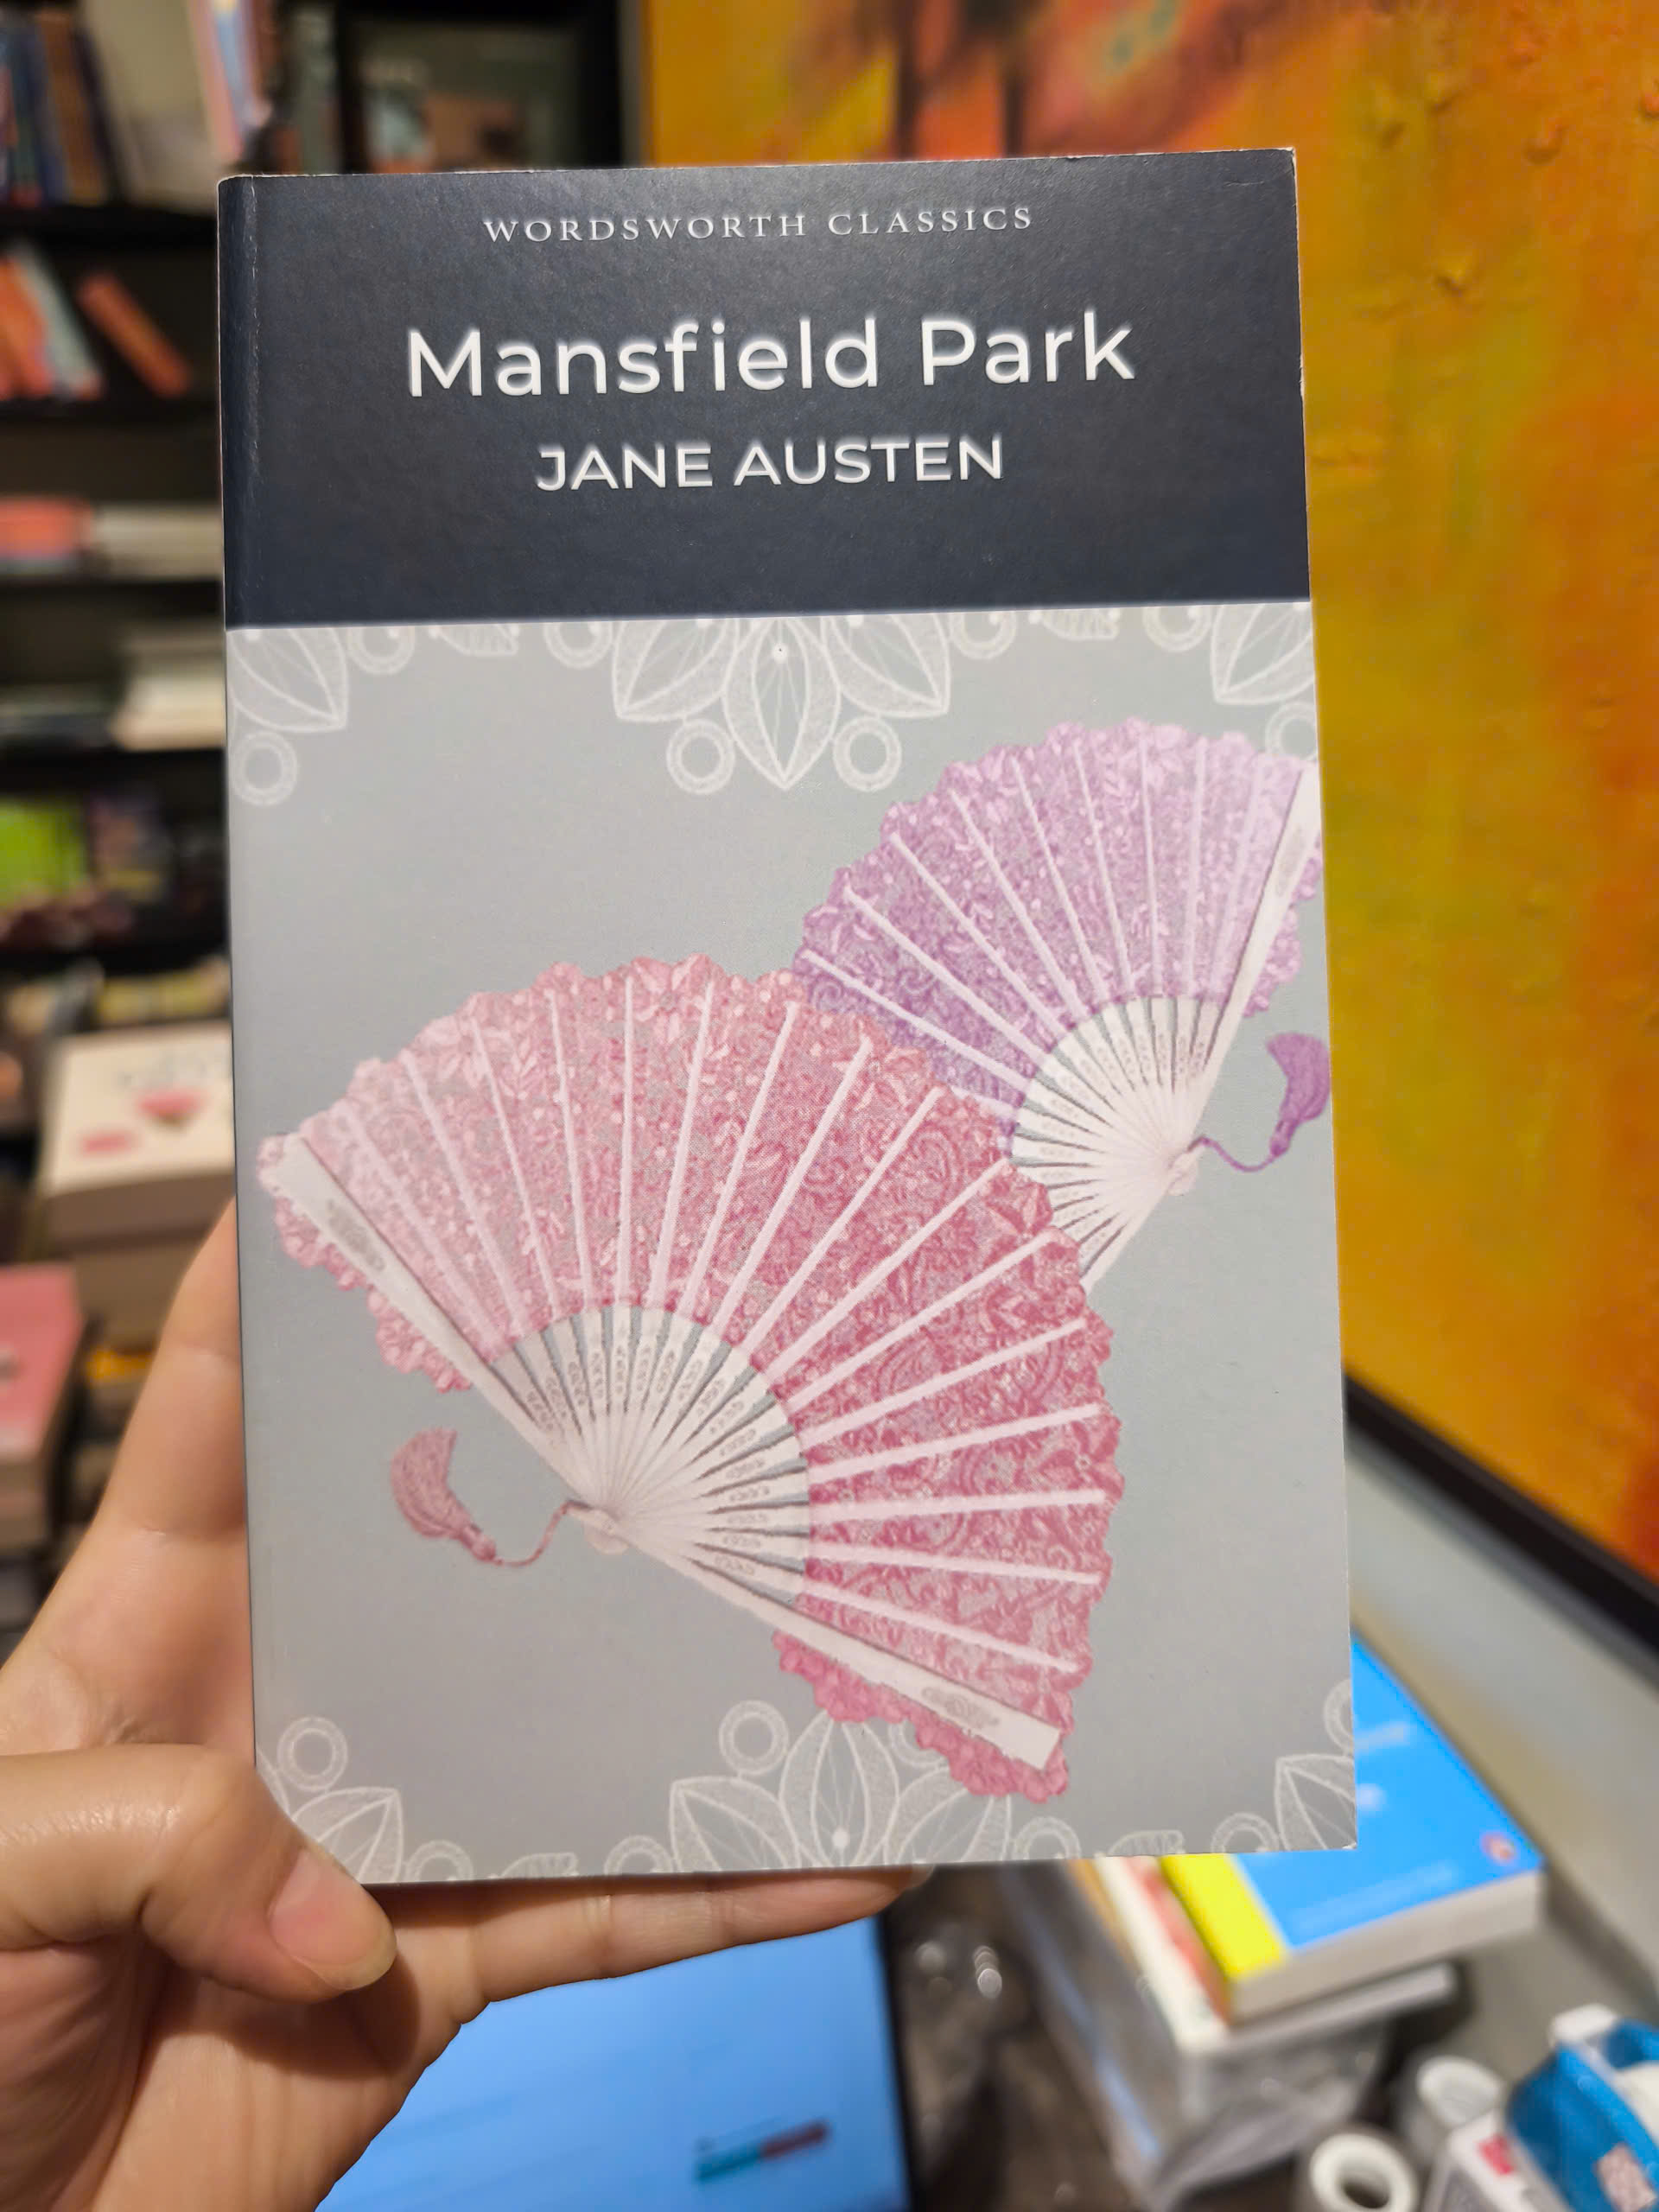 WORDSWORTH CLASSICS
Mansfield Park
JANE AUSTEN